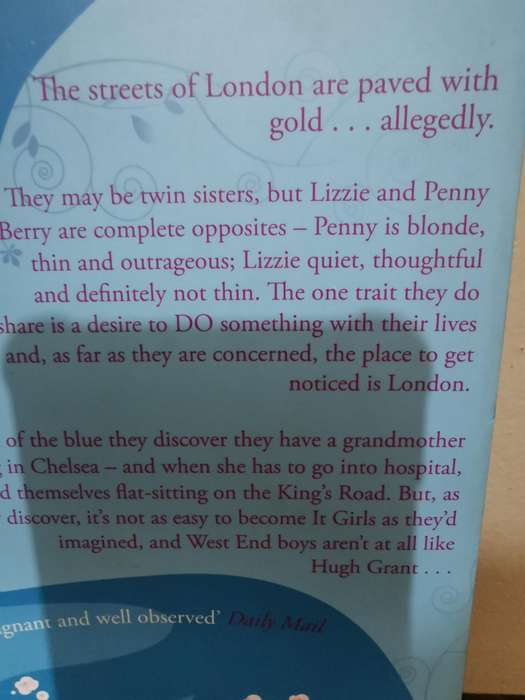 The streets of London are paved with
gold . . . allegedly.
They may be twin sisters, but Lizzie and Penny
Berry are complete opposites – Penny is blonde,
thin and outrageous; Lizzie quiet, thoughtful
and definitely not thin. The one trait they do
share is a desire to DO something with their lives
and, as far as they are concerned, the place to get
noticed is London.
of the blue they discover they have a grandmother
in Chelsea – and when she has to go into hospital,
themselves flat-sitting on the King's Road. But, as
discover, it's not as easy to become It Girls as they'd
imagined, and West End boys aren't at all like
Hugh Grant . . .
and well observed' Daily Mail